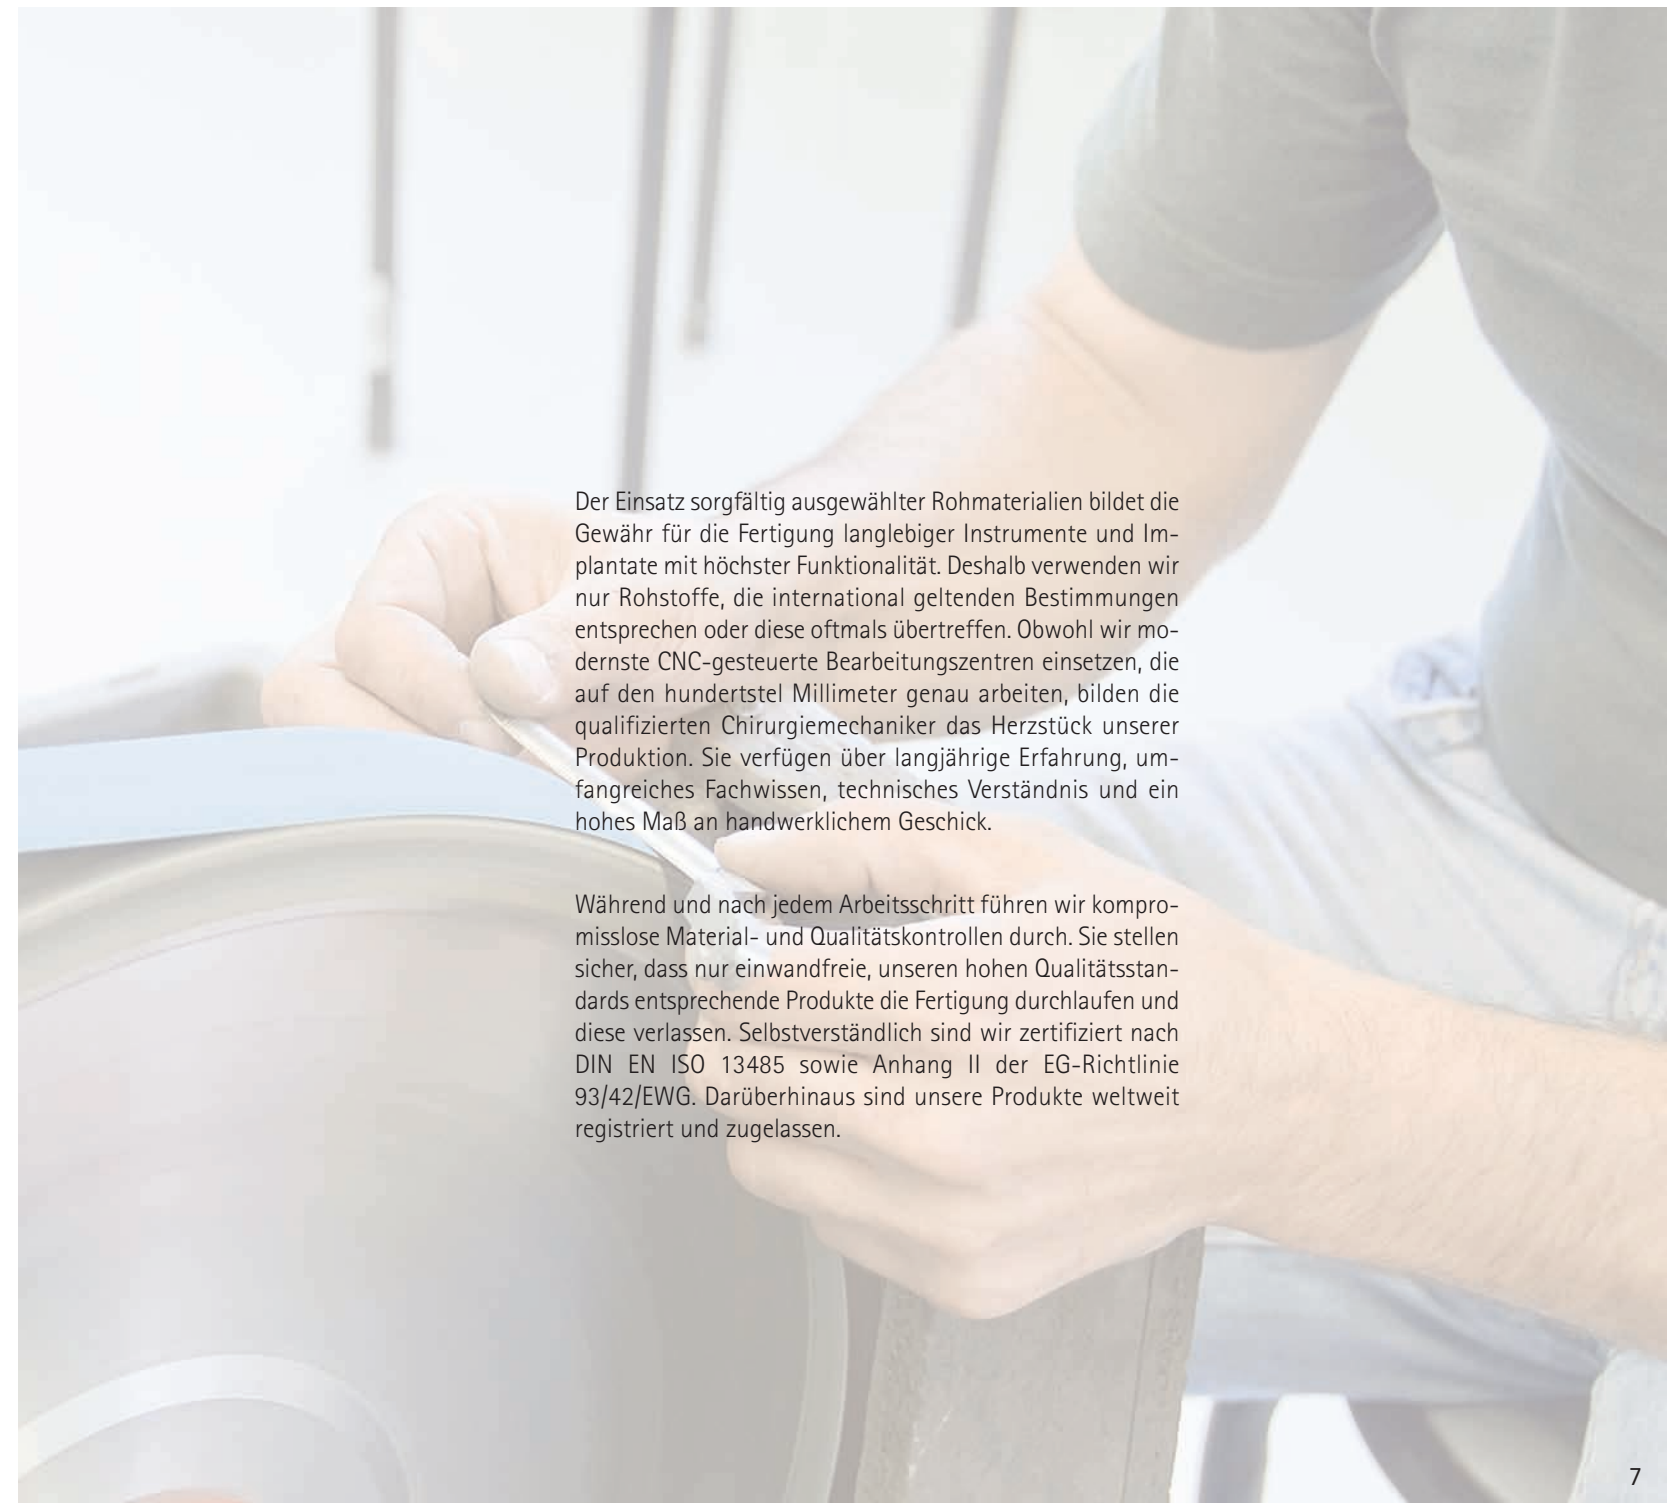 Der Einsatz sorgfältig ausgewählter Rohmaterialien bildet die
Gewähr für die Fertigung langlebiger Instrumente und Im-
plantate mit höchster Funktionalität. Deshalb verwenden wir
nur Rohstoffe, die international geltenden Bestimmungen
entsprechen oder diese oftmals übertreffen. Obwohl wir mo-
dernste CNC-gesteuerte Bearbeitungszentren einsetzen, die
auf den hundertstel Millimeter genau arbeiten, bilden die
qualifizierten Chirurgiemechaniker das Herzstück unserer
Produktion. Sie verfügen über langjährige Erfahrung, um-
fangreiches Fachwissen, technisches Verständnis und ein
hohes Maß an handwerklichem Geschick.
Während und nach jedem Arbeitsschritt führen wir kompro-
misslose Material- und Qualitätskontrollen durch. Sie stellen
sicher, dass nur einwandfreie, unseren hohen Qualitätsstan-
dards entsprechende Produkte die Fertigung durchlaufen und
diese verlassen. Selbstverständlich sind wir zertifiziert nach
DIN EN ISO 13485 sowie Anhang II der EG-Richtlinie
93/42/EWG. Darüberhinaus sind unsere Produkte weltweit
registriert und zugelassen.
7